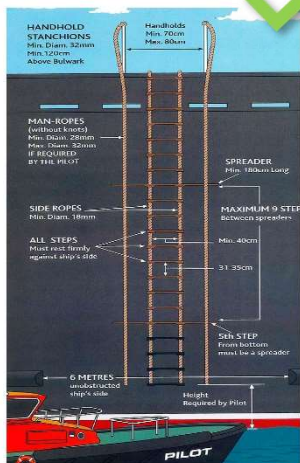 HANDHOLD
STANCHIONS
Min. Diam. 32mm
Min. 120cm
Above Bulwark
Handholds
Min. 70cm
Max. 80cm
MAN-ROPES
(without knots)
Min. Diam. 28mm
Max. Diam. 32mm
IF REQUIRED
BY THE PILOT
SPREADER
Min. 180cm Long
SIDE ROPES
Min. Diam. 18mm
MAXIMUM 9 STEP
Between spreaders
ALL STEPS
Must rest firmly
against ship's side
Min. 40cm
31-35cm
5th STEP
From bottom
must be a spreader
6 METRES
unobstructed
ship's side
Height
Required by Pilot
PILOT